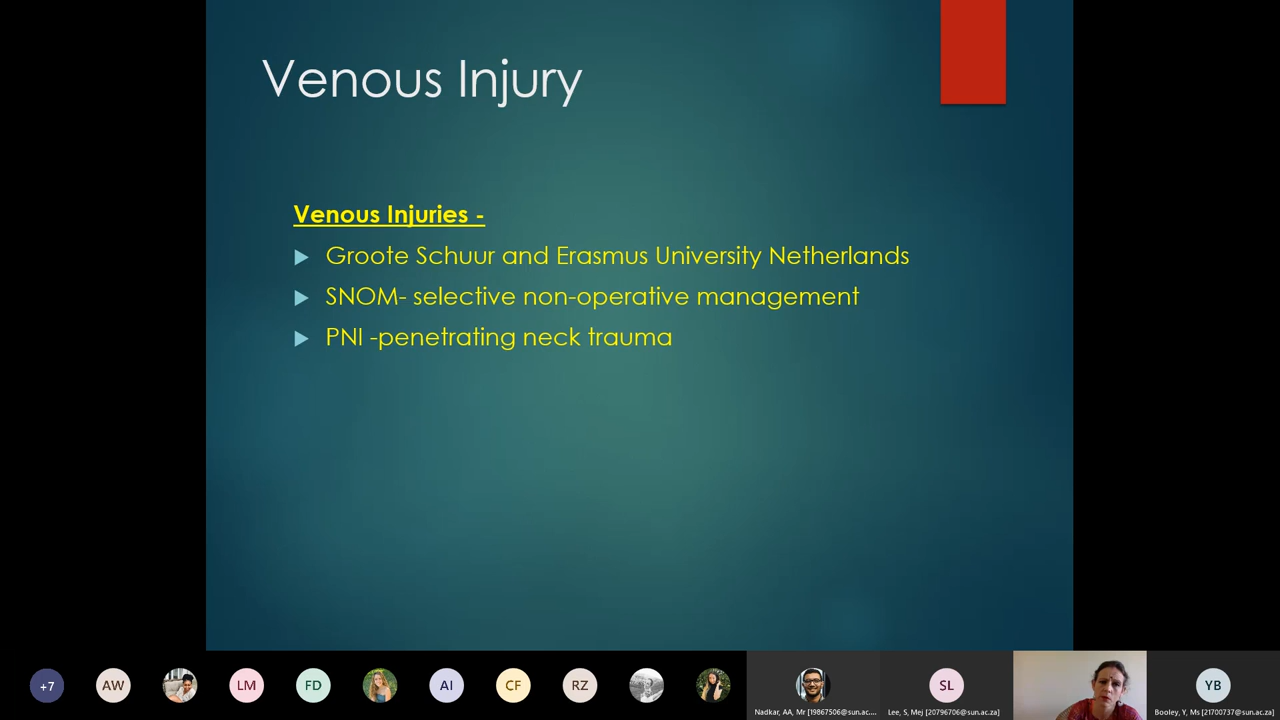 Venous Injury
Venous Injuries -
Groote Schuur and Erasmus University Netherlands
SNOM- selective non-operative management
PNI -penetrating neck trauma
+7
AW
LM
FD
AI
CF
RZ
Nadkar, AA, Mr [19867506@sun.ac....
SL
Lee, S, Mej [20796706@sun.ac.za]
YB
Booley, Y, Ms [21700737@sun.ac.za]